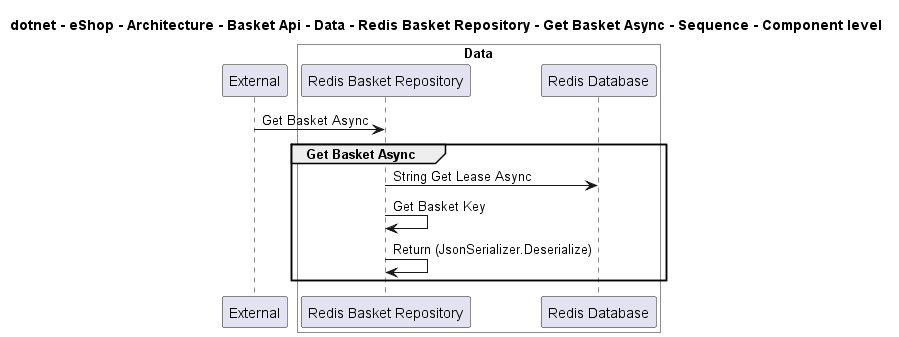 dotnet - eShop - Architecture - Basket Api - Data - Redis Basket Repository - Get Basket Async - Sequence - Component level
Data
External
Redis Basket Repository
Redis Database
Get Basket Async
Get Basket Async
String Get Lease Async
Get Basket Key
Return (JsonSerializer.Deserialize)
External
Redis Basket Repository
Redis Database